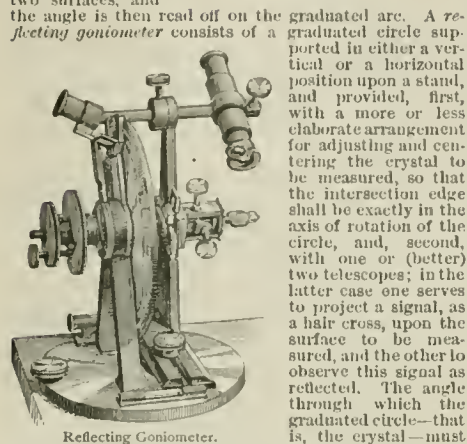 two surfaces, and
the angle is then read off on the graduated arc. A re-
flecting goniometer consists of a graduated circle sup-
ported in either a ver-
tical or a horizontal
position upon a stand,
and provided, first,
with a more or less
elaborate arrangement
for adjusting and cen-
tering the crystal to
be measured, so that
the intersection edge
shall be exactly in the
axis of rotation of the
circle, and, second,
with one or (better)
two telescopes; in the
latter case one serves
to project a signal, as
a hair cross, upon the
surface to be mea-
sured, and the other to
observe this signal as
reflected. The angle
through which the
graduated circle—that
is, the crystal—must
Reflecting Goniometer.